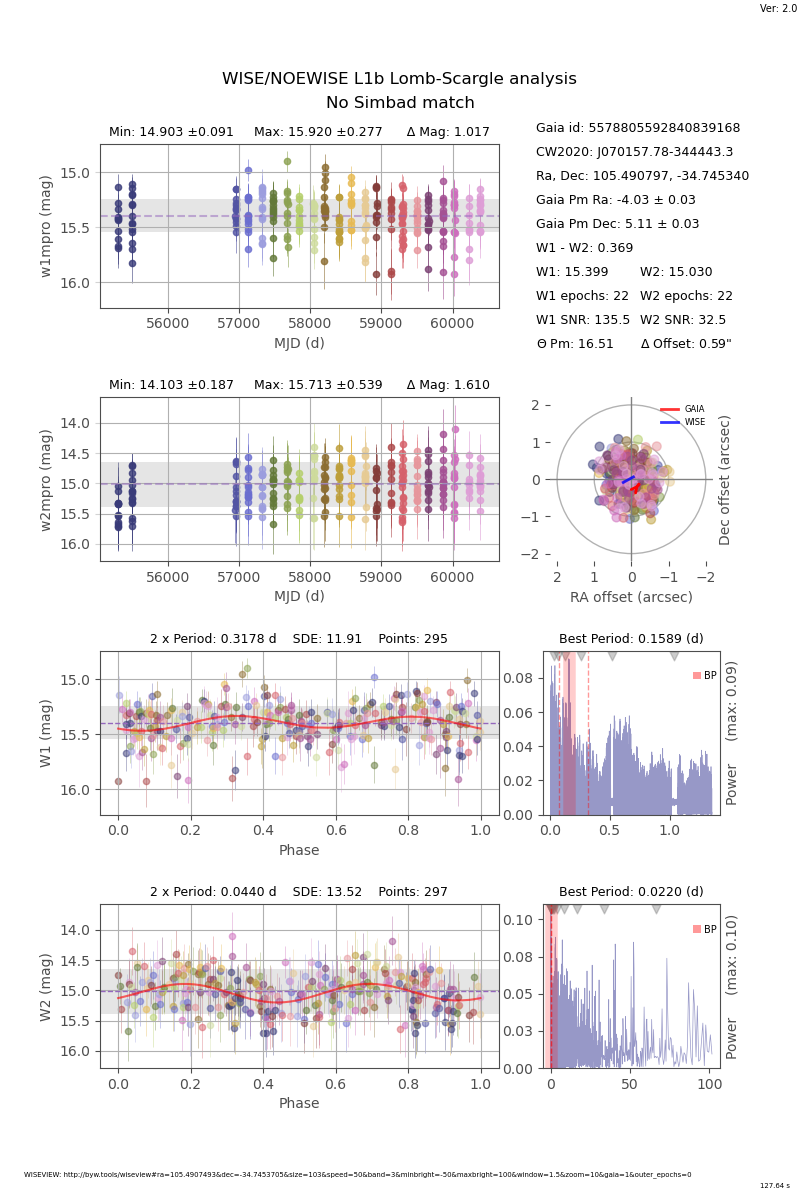 Ver: 2.0
WISE/NOEWISE L1b Lomb-Scargle analysis
No Simbad match
Min: 14.903 ±0.091 Max: 15.920 ±0.277 Δ Mag: 1.017
15.0
15.5
16.0
w1mpro (mag)
56000 57000 58000 59000 60000
MJD (d)
Gaia id: 5578805592840839168
CW2020: J070157.78-344443.3
Ra, Dec: 105.490797, -34.745340
Gaia Pm Ra: -4.03 ± 0.03
Gaia Pm Dec: 5.11 ± 0.03
W1 - W2: 0.369
W1: 15.399 W2: 15.030
W1 epochs: 22 W2 epochs: 22
W1 SNR: 135.5 W2 SNR: 32.5
Θ Pm: 16.51 Δ Offset: 0.59"
Min: 14.103 ±0.187 Max: 15.713 ±0.539 Δ Mag: 1.610
14.0
14.5
15.0
15.5
16.0
w2mpro (mag)
56000 57000 58000 59000 60000
MJD (d)
GAIA
WISE
2
1
0
−1
−2
2 1 0 −1 −2
RA offset (arcsec)
Dec offset (arcsec)
2 x Period: 0.3178 d SDE: 11.91 Points: 295
15.0
15.5
16.0
W1 (mag)
0.0 0.2 0.4 0.6 0.8 1.0
Phase
Best Period: 0.1589 (d)
BP
0.08
0.06
0.04
0.02
0.00
0.0 0.5 1.0
Power (max: 0.09)
2 x Period: 0.0440 d SDE: 13.52 Points: 297
14.0
14.5
15.0
15.5
16.0
W2 (mag)
0.0 0.2 0.4 0.6 0.8 1.0
Phase
Best Period: 0.0220 (d)
BP
0.10
0.08
0.05
0.03
0.00
0 50 100
Power (max: 0.10)
WISEVIEW: http://byw.tools/wiseview#ra=105.4907493&dec=-34.7453705&size=103&speed=50&band=3&minbright=-50&maxbright=100&window=1.5&zoom=10&gaia=1&outer_epochs=0
127.64 s